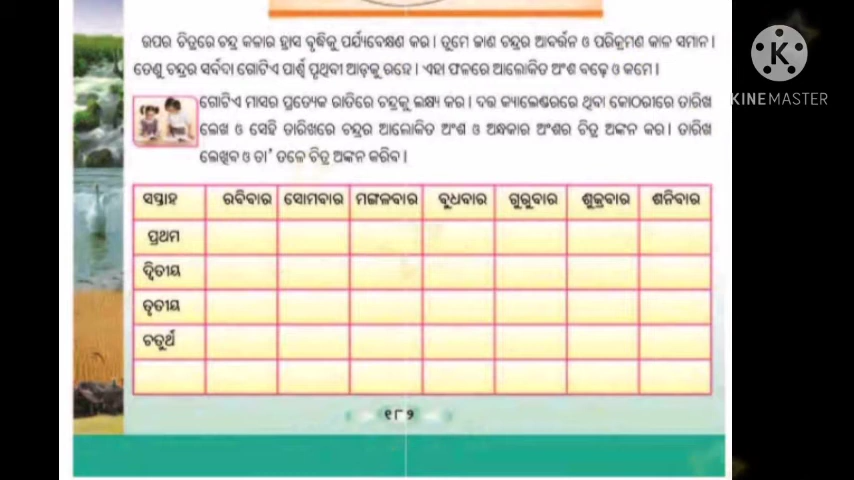 ଉପର ଚିତ୍ରରେ ଚନ୍ଦ୍ର କଳାର ହ୍ରାସ ବୃଦ୍ଧିକୁ ପର୍ଯ୍ୟବେକ୍ଷଣ କର । ତୁମେ ଜାଣ ଚନ୍ଦ୍ରର ଆବର୍ତ୍ତନ ଓ ପରିକ୍ରମଣ କାଳ ସମାନ ।
ତେଣୁ ଚନ୍ଦ୍ରର ସର୍ବଦା ଗୋଟିଏ ପାର୍ଶ୍ଵ ପୃଥିବୀ ଆଡ଼କୁ ରହେ । ଏହା ଫଳରେ ଆଲୋକିତ ଅଂଶ ବଢ଼େ ଓ କମେ ।
ଗୋଟିଏ ମାସର ପ୍ରତ୍ୟେକ ରାତିରେ ଚନ୍ଦ୍ରକୁ ଲକ୍ଷ୍ୟ କର । ଦତ୍ତ କ୍ୟାଲେଣ୍ଡରରେ ଥିବା କୋଠରୀରେ ତାରିଖ
ଲେଖ ଓ ସେହି ତାରିଖରେ ଚନ୍ଦ୍ରର ଆଲୋକିତ ଅଂଶ ଓ ଅନ୍ଧକାର ଅଂଶର ଚିତ୍ର ଅଙ୍କନ କର । ତାରିଖ
ଲେଖିବ ଓ ତା' ତଳେ ଚିତ୍ର ଅଙ୍କନ କରିବ ।
ସପ୍ତାହ ରବିବାର ସୋମବାର ମଙ୍ଗଳବାର ବୁଧବାର ଗୁରୁବାର ଶୁକ୍ରବାର ଶନିବାର
ପ୍ରଥମ
ଦ୍ୱିତୀୟ
ତୃତୀୟ
ଚତୁର୍ଥ
୧୮୨
K
KINEMASTER